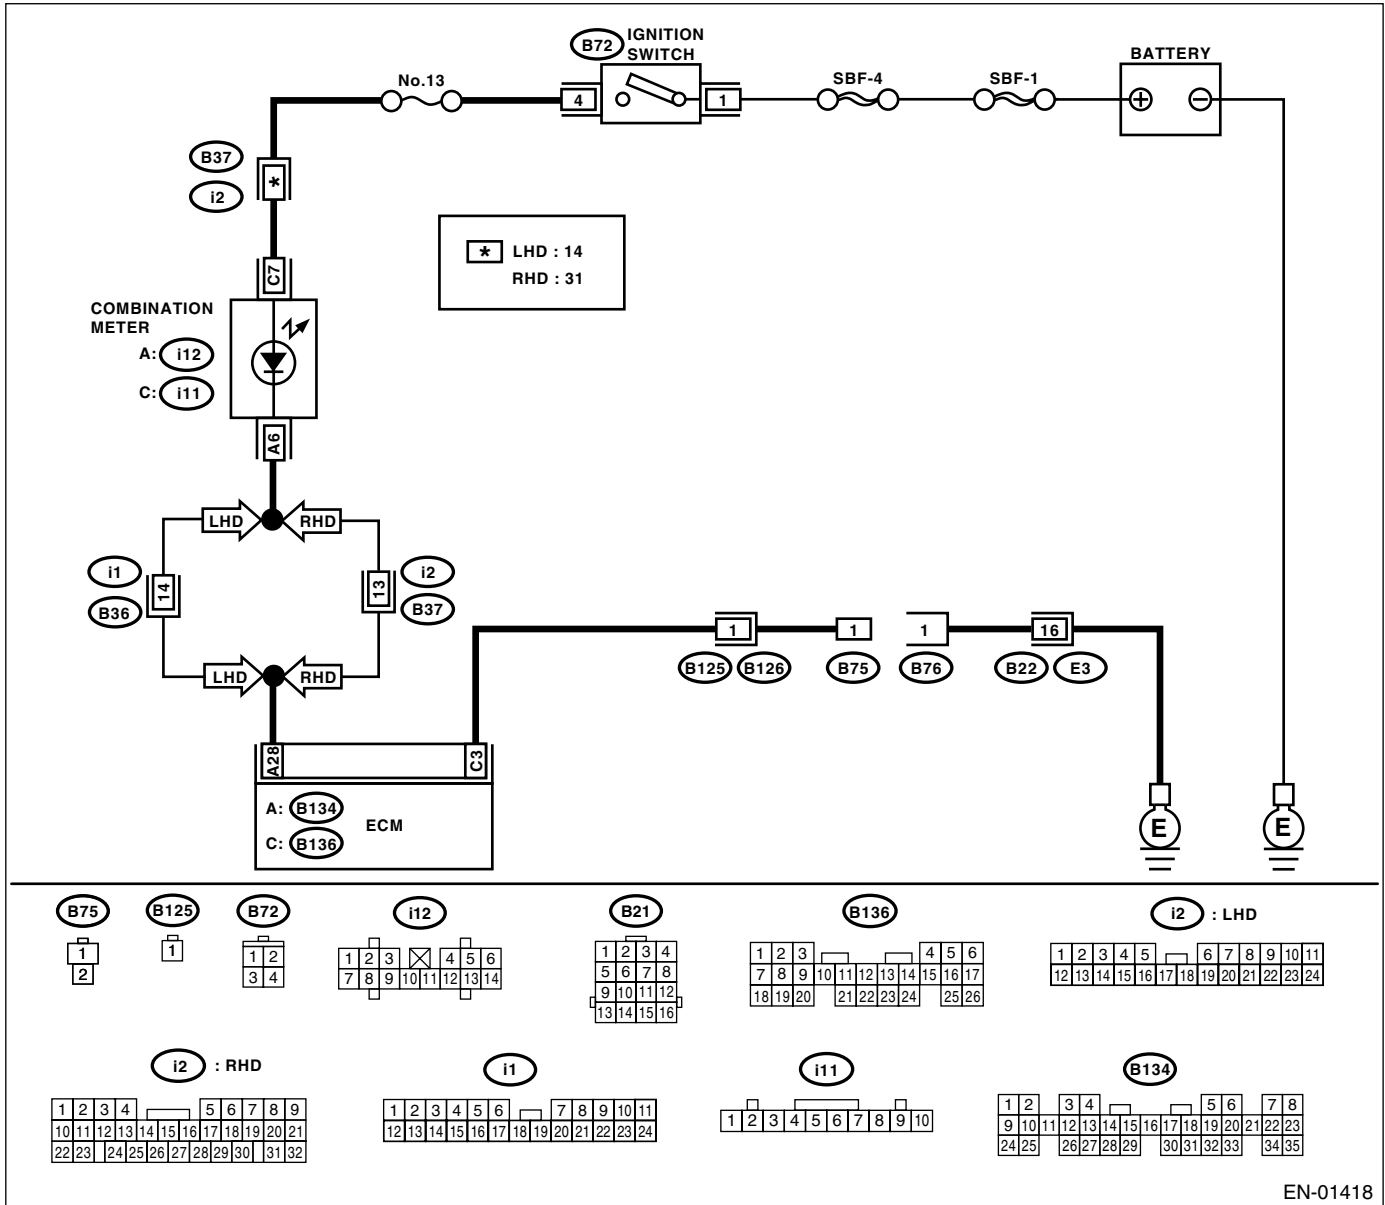 B72 IGNITION
SWITCH
BATTERY
No.13
SBF-4
SBF-1
4
1
+
−
B37
i2
*
* LHD : 14
RHD : 31
C7
COMBINATION
METER
A: i12
C: i11
A6
LHD RHD
i1
B36
14
13
i2
B37
LHD RHD
1
1
1
16
B125 B126 B75 B76 B22 E3
A28
C3
A: B134
ECM
C: B136
E
E
B75
1
2
B125
1
B72
1 2
3 4
i12
1 2 3 4 5 6
7 8 9 10 11 12 13 14
B21
1 2 3 4
5 6 7 8
9 10 11 12
13 14 15 16
B136
1 2 3 4 5 6
7 8 9 10 11 12 13 14 15 16 17
18 19 20 21 22 23 24 25 26
i2 : LHD
1 2 3 4 5 6 7 8 9 10 11
12 13 14 15 16 17 18 19 20 21 22 23 24
i2 : RHD
1 2 3 4 5 6 7 8 9
10 11 12 13 14 15 16 17 18 19 20 21
22 23 24 25 26 27 28 29 30 31 32
i1
1 2 3 4 5 6 7 8 9 10 11
12 13 14 15 16 17 18 19 20 21 22 23 24
i11
1 2 3 4 5 6 7 8 9 10
B134
1 2 3 4 5 6 7 8
9 10 11 12 13 14 15 16 17 18 19 20 21 22 23
24 25 26 27 28 29 30 31 32 33 34 35
EN-01418